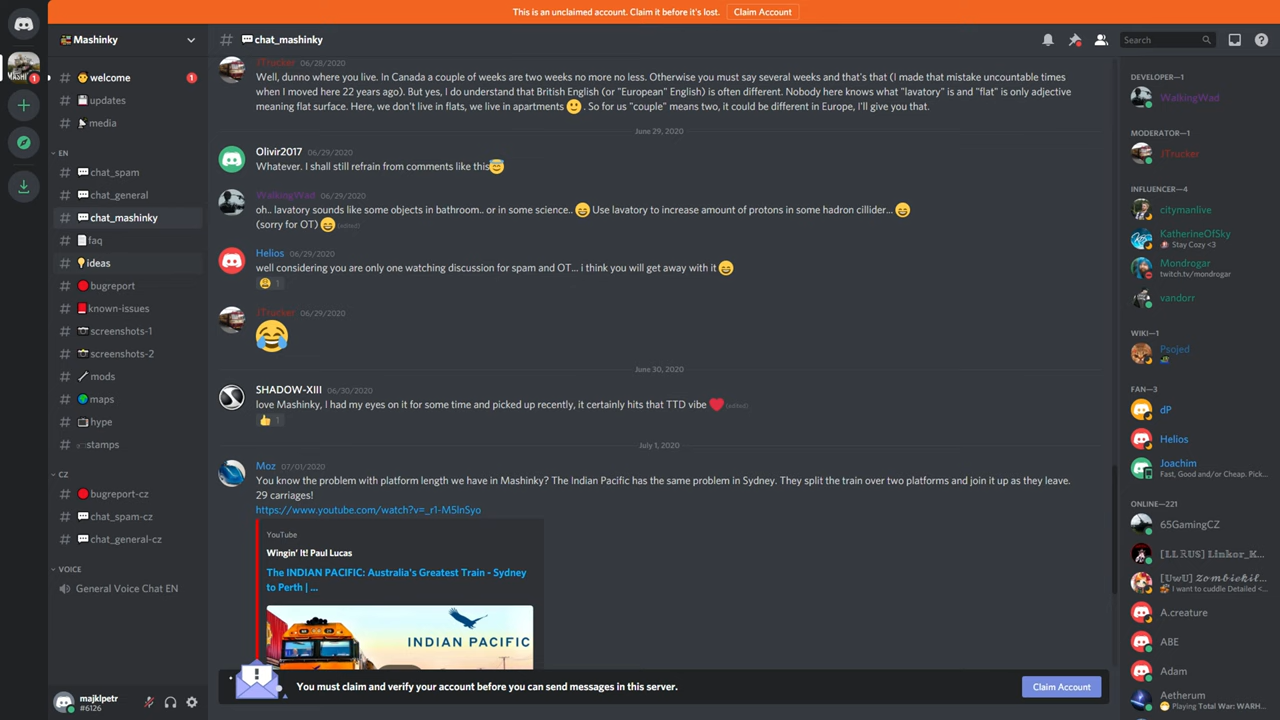 This is an unclaimed account. Claim it before it's lost.
Claim Account
Mashinky
welcome
1
updates
media
EN
chat_spam
chat_general
chat_mashinky
faq
ideas
bugreport
known-issues
screenshots-1
screenshots-2
mods
maps
hype
stamps
CZ
bugreport-cz
chat_spam-cz
chat_general-cz
VOICE
General Voice Chat EN
majklpetr
#6126
chat_mashinky
Search
JTrucker 06/28/2020
Well, dunno where you live. In Canada a couple of weeks are two weeks no more no less. Otherwise you must say several weeks and that's that (I made that mistake uncountable times
when I moved here 22 years ago). But yes, I do understand that British English (or "European" English) is often different. Nobody here knows what "lavatory" is and "flat" is only adjective
meaning flat surface. Here, we don't live in flats, we live in apartments 🙂 . So for us "couple" means two, it could be different in Europe, I'll give you that.
June 29, 2020
Olivir2017 06/29/2020
Whatever. I shall still refrain from comments like this😇
WalkingWad 06/29/2020
oh.. lavatory sounds like some objects in bathroom.. or in some science.. 😄 Use lavatory to increase amount of protons in some hadron cillider... 😄
(sorry for OT) 😄 (edited)
Helios 06/29/2020
well considering you are only one watching discussion for spam and OT... i think you will get away with it 😄
1
JTrucker 06/29/2020
😂
June 30, 2020
SHADOW-XIII 06/30/2020
love Mashinky, I had my eyes on it for some time and picked up recently, it certainly hits that TTD vibe ❤️ (edited)
👍 1
July 1, 2020
Moz 07/01/2020
You know the problem with platform length we have in Mashinky? The Indian Pacific has the same problem in Sydney. They split the train over two platforms and join it up as they leave.
29 carriages!
https://www.youtube.com/watch?v=_r1-M5lnSyo
YouTube
Wingin' It! Paul Lucas
The INDIAN PACIFIC: Australia's Greatest Train - Sydney
to Perth | ...
INDIAN PACIFIC
You must claim and verify your account before you can send messages in this server.
Claim Account
DEVELOPER—1
WalkingWad
MODERATOR—1
JTrucker
INFLUENCER—4
citymanlive
KatherineOfSky
Stay Cozy <3
Mondrogar
twitch.tv/mondrogar
vandorr
WIKI—1
Psojed
FAN—3
dP
Helios
Joachim
Fast, Good and/or Cheap. Pick...
ONLINE—221
65GamingCZ
[LL RUS] Linkor_K...
[UwU] Zombiekil...
I want to cuddle Detailed <...
A.creature
ABE
Adam
Aetherum
Playing Total War: WARH...